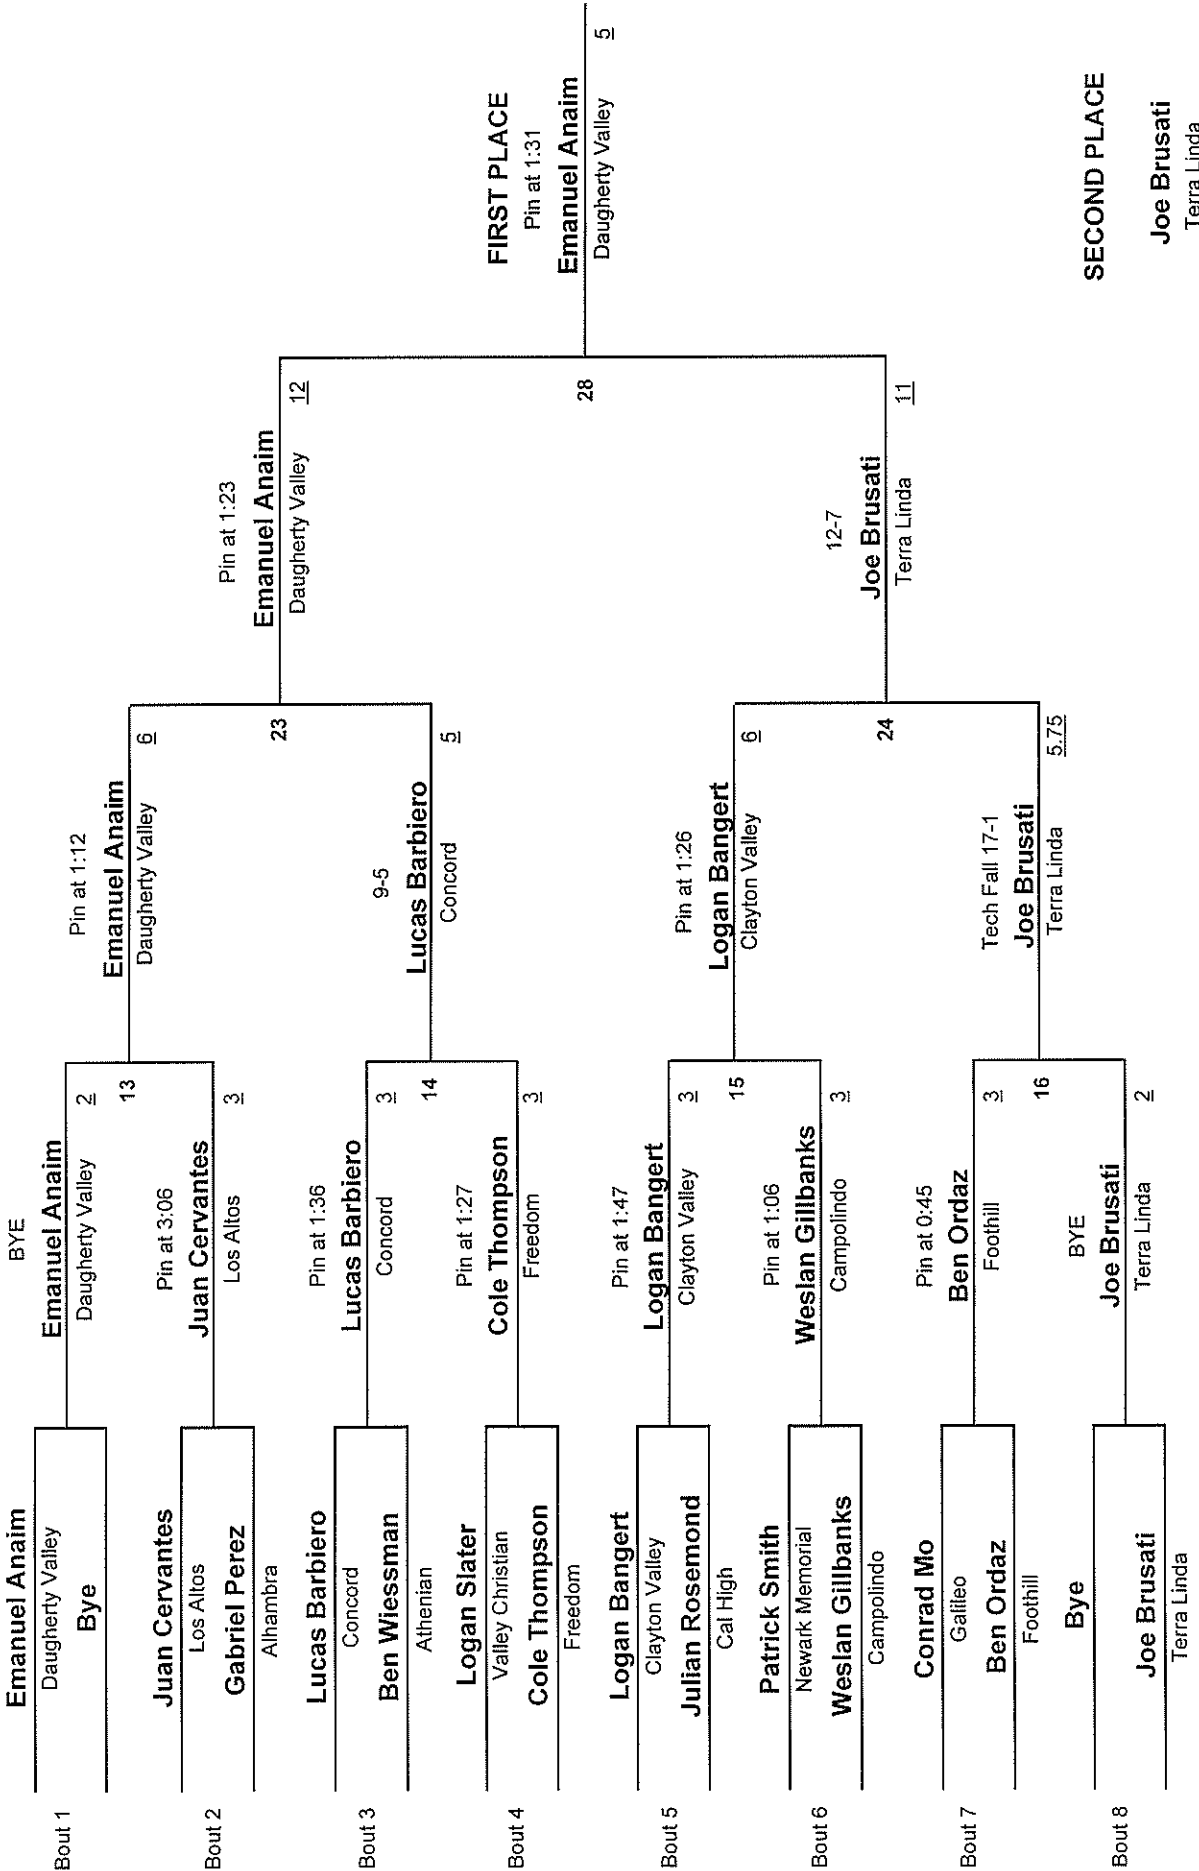 Bout 1
Emanuel Anaim
Daugherty Valley
Bye
Bout 2
Juan Cervantes
Los Altos
Gabriel Perez
Alhambra
Bout 3
Lucas Barbiero
Concord
Ben Wiessman
Athenian
Bout 4
Logan Slater
Valley Christian
Cole Thompson
Freedom
Bout 5
Logan Bangert
Clayton Valley
Julian Rosemond
Cal High
Bout 6
Patrick Smith
Newark Memorial
Weslan Gillbanks
Campolindo
Bout 7
Conrad Mo
Galileo
Ben Ordaz
Foothill
Bout 8
Bye
Joe Brusati
Terra Linda
BYE
Emanuel Anaim
Daugherty Valley 2
13
Pin at 3:06
Juan Cervantes
Los Altos 3
Pin at 1:36
Lucas Barbiero
Concord 3
14
Pin at 1:27
Cole Thompson
Freedom 3
Pin at 1:47
Logan Bangert
Clayton Valley 3
15
Pin at 1:06
Weslan Gillbanks
Campolindo 3
Pin at 0:45
Ben Ordaz
Foothill 3
16
BYE
Joe Brusati
Terra Linda 2
Pin at 1:12
Emanuel Anaim
Daugherty Valley 6
23
9-5
Lucas Barbiero
Concord 5
Pin at 1:26
Logan Bangert
Clayton Valley 6
24
Tech Fall 17-1
Joe Brusati
Terra Linda 5.75
Pin at 1:23
Emanuel Anaim
Daugherty Valley 12
28
12-7
Joe Brusati
Terra Linda 11
FIRST PLACE
Pin at 1:31
Emanuel Anaim
Daugherty Valley 5
SECOND PLACE
Joe Brusati
Terra Linda